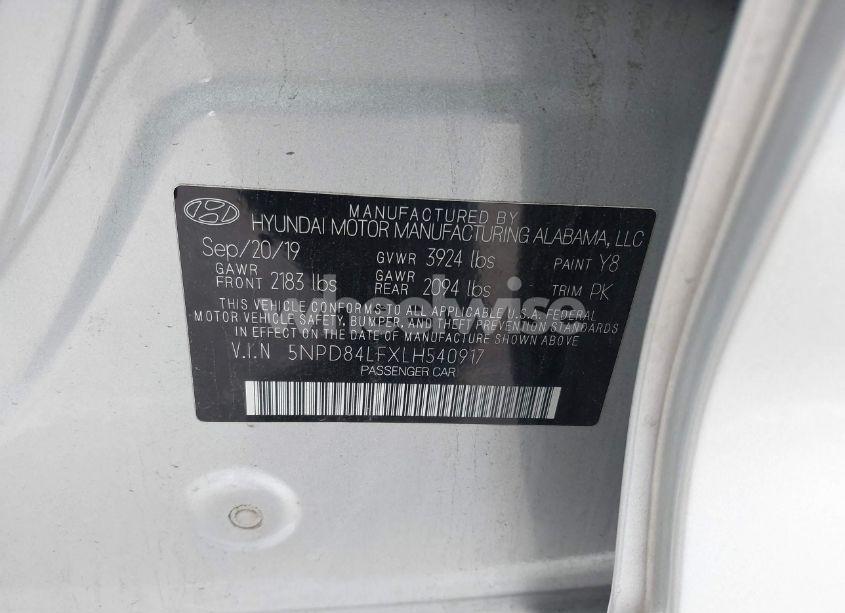 MANUFACTURED BY
HYUNDAI MOTOR MANUFACTURING ALABAMA, LLC
Sep/20/19 GVWR 3924 lbs PAINT Y8
GAWR FRONT 2183 lbs GAWR REAR 2094 lbs TRIM PK
THIS VEHICLE CONFORMS TO ALL APPLICABLE U.S.A. FEDERAL
MOTOR VEHICLE SAFETY, BUMPER, AND THEFT PREVENTION STANDARDS
IN EFFECT ON THE DATE OF MANUFACTURE SHOWN ABOVE.
V.I.N 5NPD84LFXLH540917
PASSENGER CAR
wheelwise